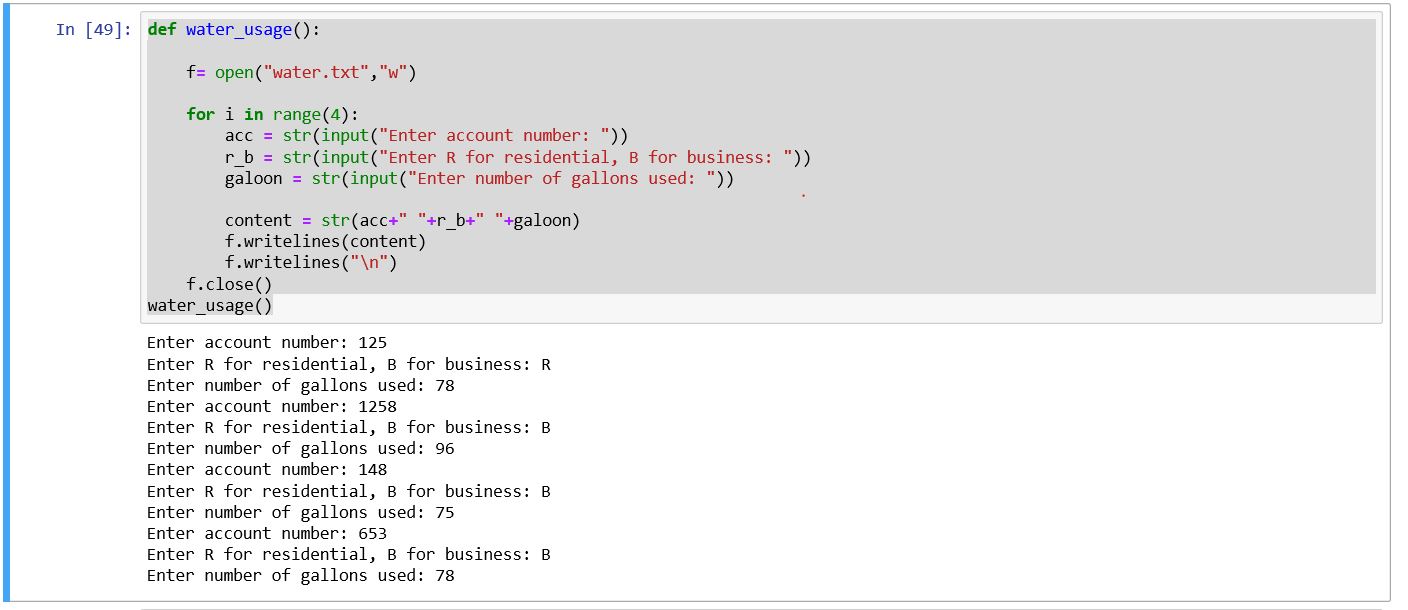 In [49]: def water_usage():
    f= open("water.txt","w")
    for i in range(4):
        acc = str(input("Enter account number: "))
        r_b = str(input("Enter R for residential, B for business: "))
        galoon = str(input("Enter number of gallons used: "))
        content = str(acc+" "+r_b+" "+galoon)
        f.writelines(content)
        f.writelines("\n")
    f.close()
water_usage()
Enter account number: 125
Enter R for residential, B for business: R
Enter number of gallons used: 78
Enter account number: 1258
Enter R for residential, B for business: B
Enter number of gallons used: 96
Enter account number: 148
Enter R for residential, B for business: B
Enter number of gallons used: 75
Enter account number: 653
Enter R for residential, B for business: B
Enter number of gallons used: 78